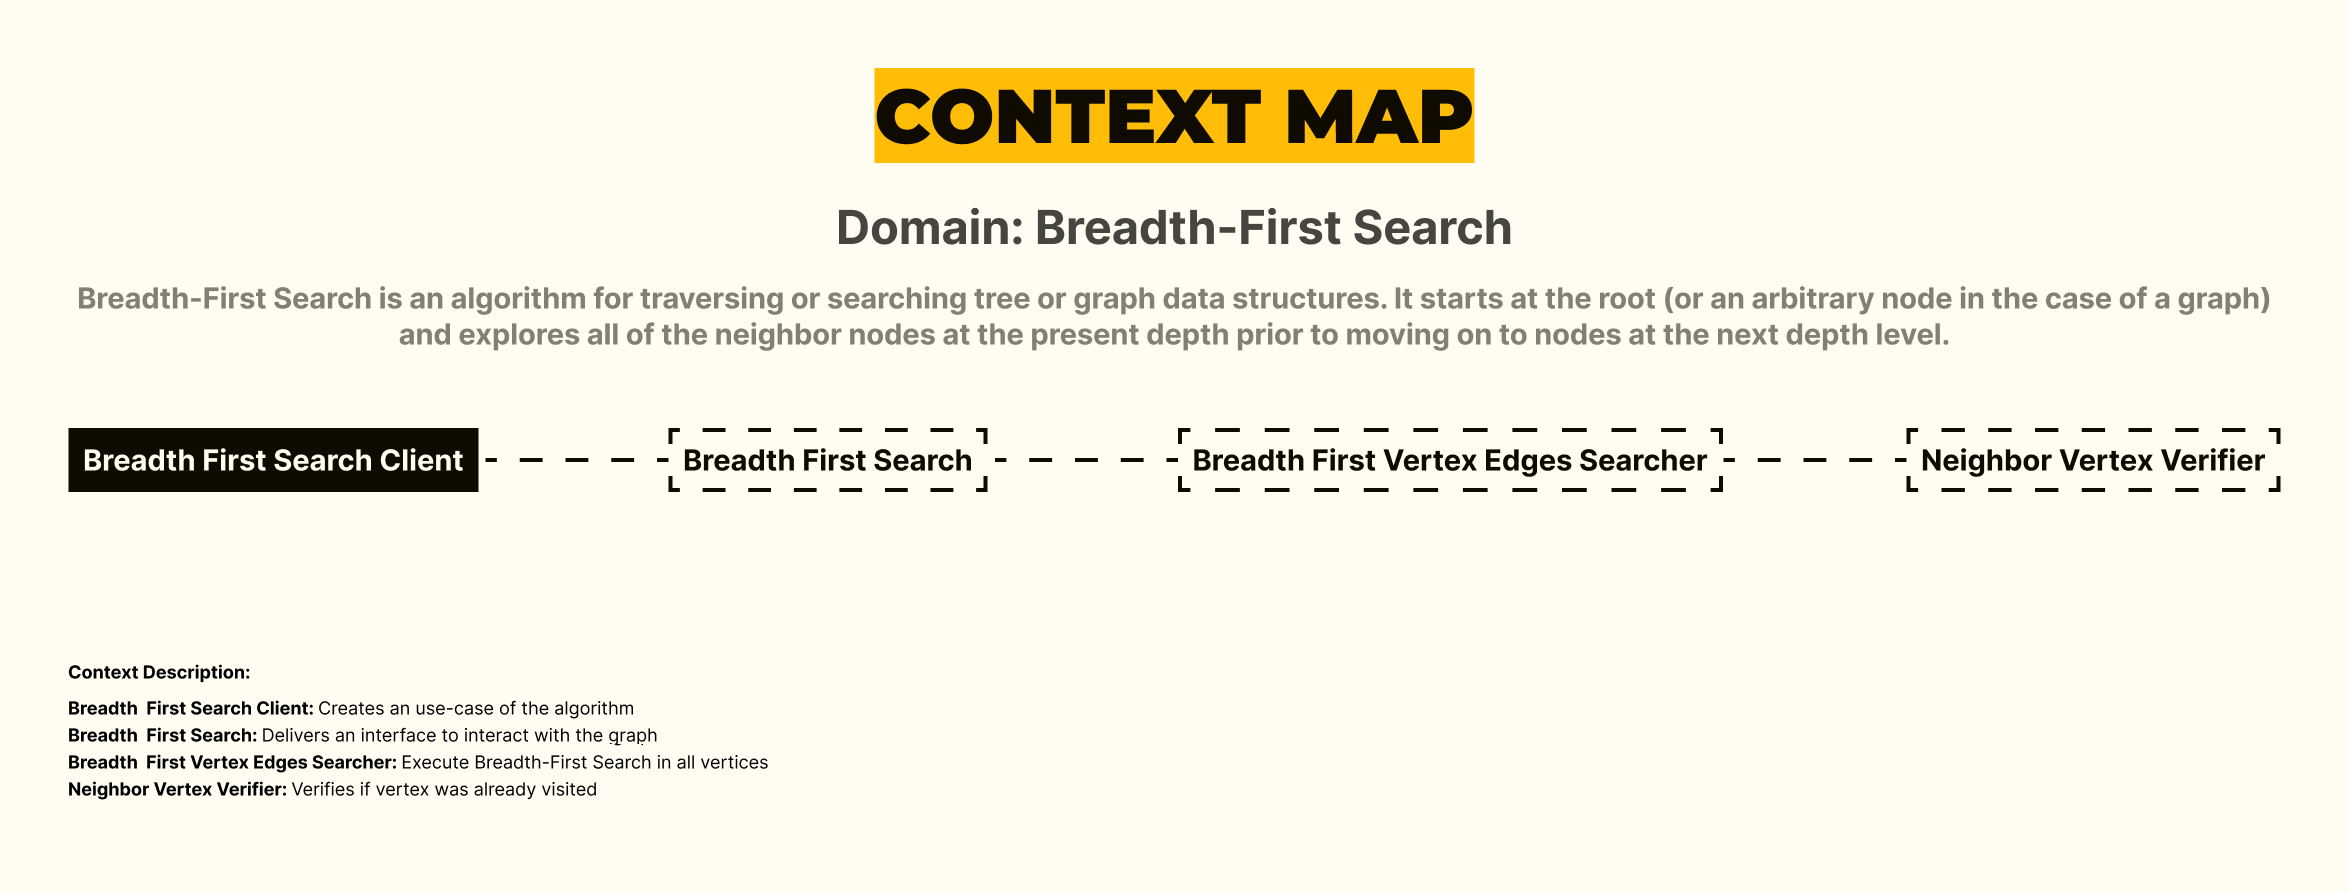 CONTEXT MAP
Domain: Breadth-First Search
Breadth-First Search is an algorithm for traversing or searching tree or graph data structures. It starts at the root (or an arbitrary node in the case of a graph)
and explores all of the neighbor nodes at the present depth prior to moving on to nodes at the next depth level.
Breadth First Search Client
Breadth First Search
Breadth First Vertex Edges Searcher
Neighbor Vertex Verifier
Context Description:
Breadth  First Search Client: Creates an use-case of the algorithm
Breadth  First Search: Delivers an interface to interact with the graph
Breadth  First Vertex Edges Searcher: Execute Breadth-First Search in all vertices
Neighbor Vertex Verifier: Verifies if vertex was already visited